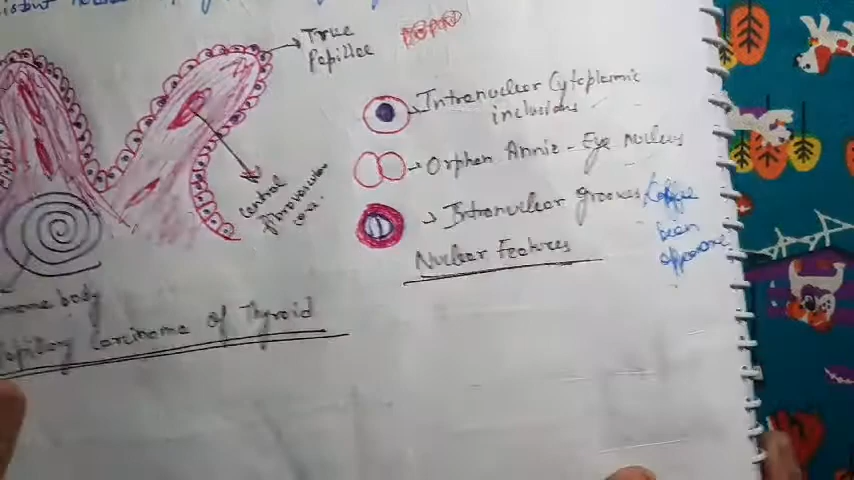 True
Papillae
Intranuclear Cytoplasmic
inclusions
Orphan Annie-Eye nucleus
Central
fibrovascular
core.
Intranuclear grooves,
Coffee
bean
appearance
Nuclear Features
body
Papillary Carcinoma of Thyroid